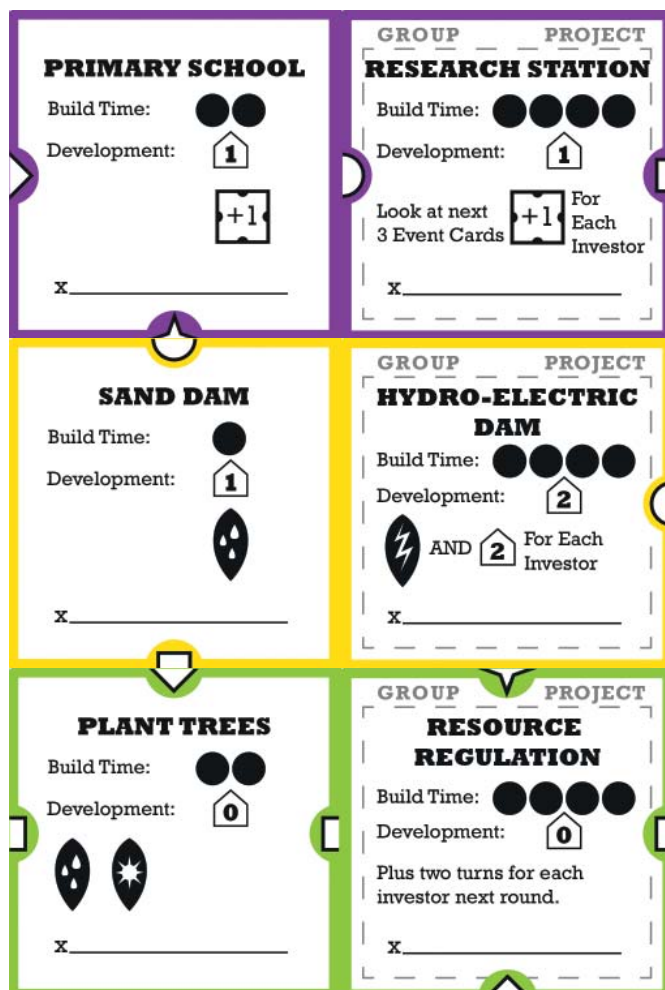 PRIMARY SCHOOL
Build Time:
Development: 1
+1
x
GROUP PROJECT
RESEARCH STATION
Build Time:
Development: 1
Look at next
3 Event Cards
+1
For
Each
Investor
x
SAND DAM
Build Time:
Development: 1
x
GROUP PROJECT
HYDRO-ELECTRIC
DAM
Build Time:
Development: 2
AND 2 For Each
Investor
x
PLANT TREES
Build Time:
Development: 0
x
GROUP PROJECT
RESOURCE
REGULATION
Build Time:
Development: 0
Plus two turns for each
investor next round.
x